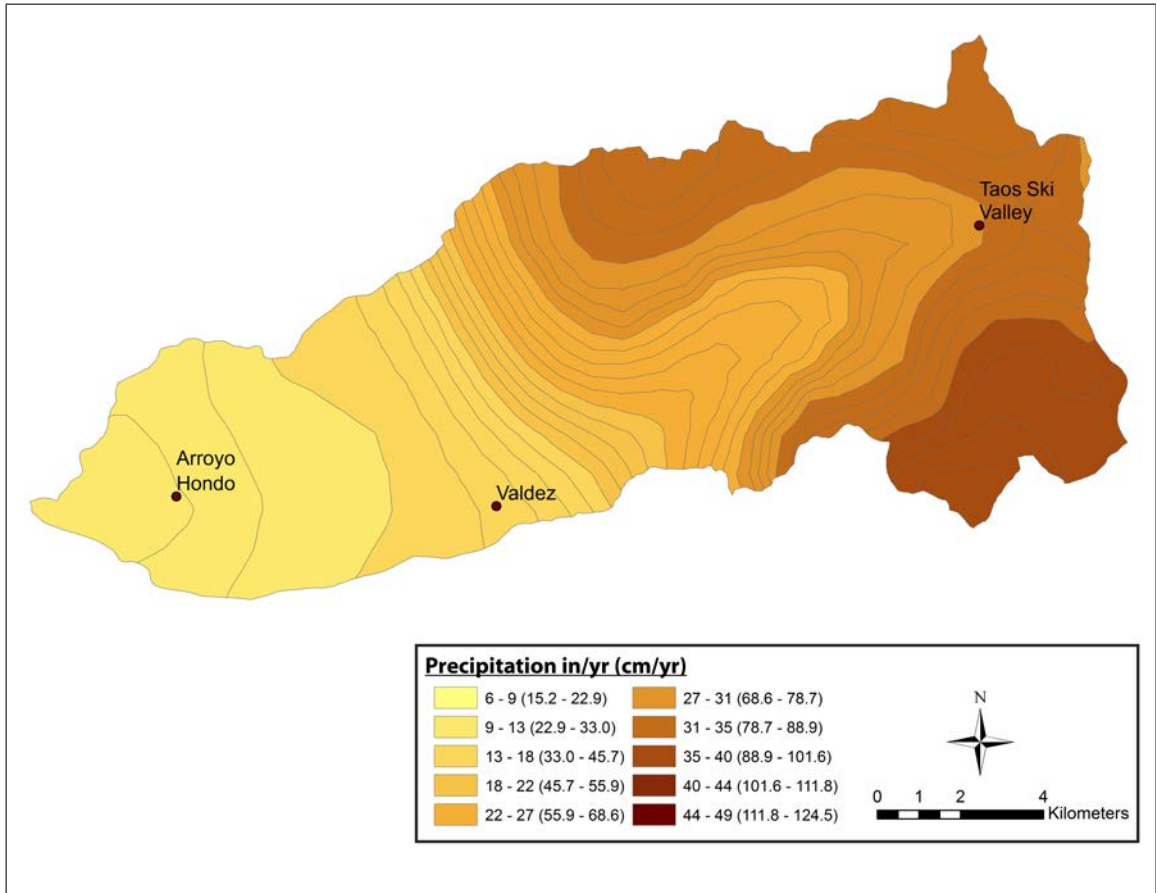 Taos Ski
Valley
Arroyo
Hondo
Valdez
Precipitation in/yr (cm/yr)
6 - 9 (15.2 - 22.9)
9 - 13 (22.9 - 33.0)
13 - 18 (33.0 - 45.7)
18 - 22 (45.7 - 55.9)
22 - 27 (55.9 - 68.6)
27 - 31 (68.6 - 78.7)
31 - 35 (78.7 - 88.9)
35 - 40 (88.9 - 101.6)
40 - 44 (101.6 - 111.8)
44 - 49 (111.8 - 124.5)
N
0 1 2 4
Kilometers